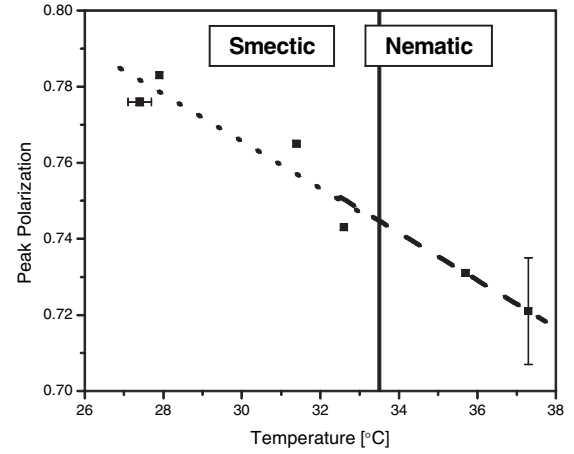 0.80
0.78
0.76
0.74
0.72
0.70
Peak Polarization
Smectic
Nematic
26 28 30 32 34 36 38
Temperature [°C]